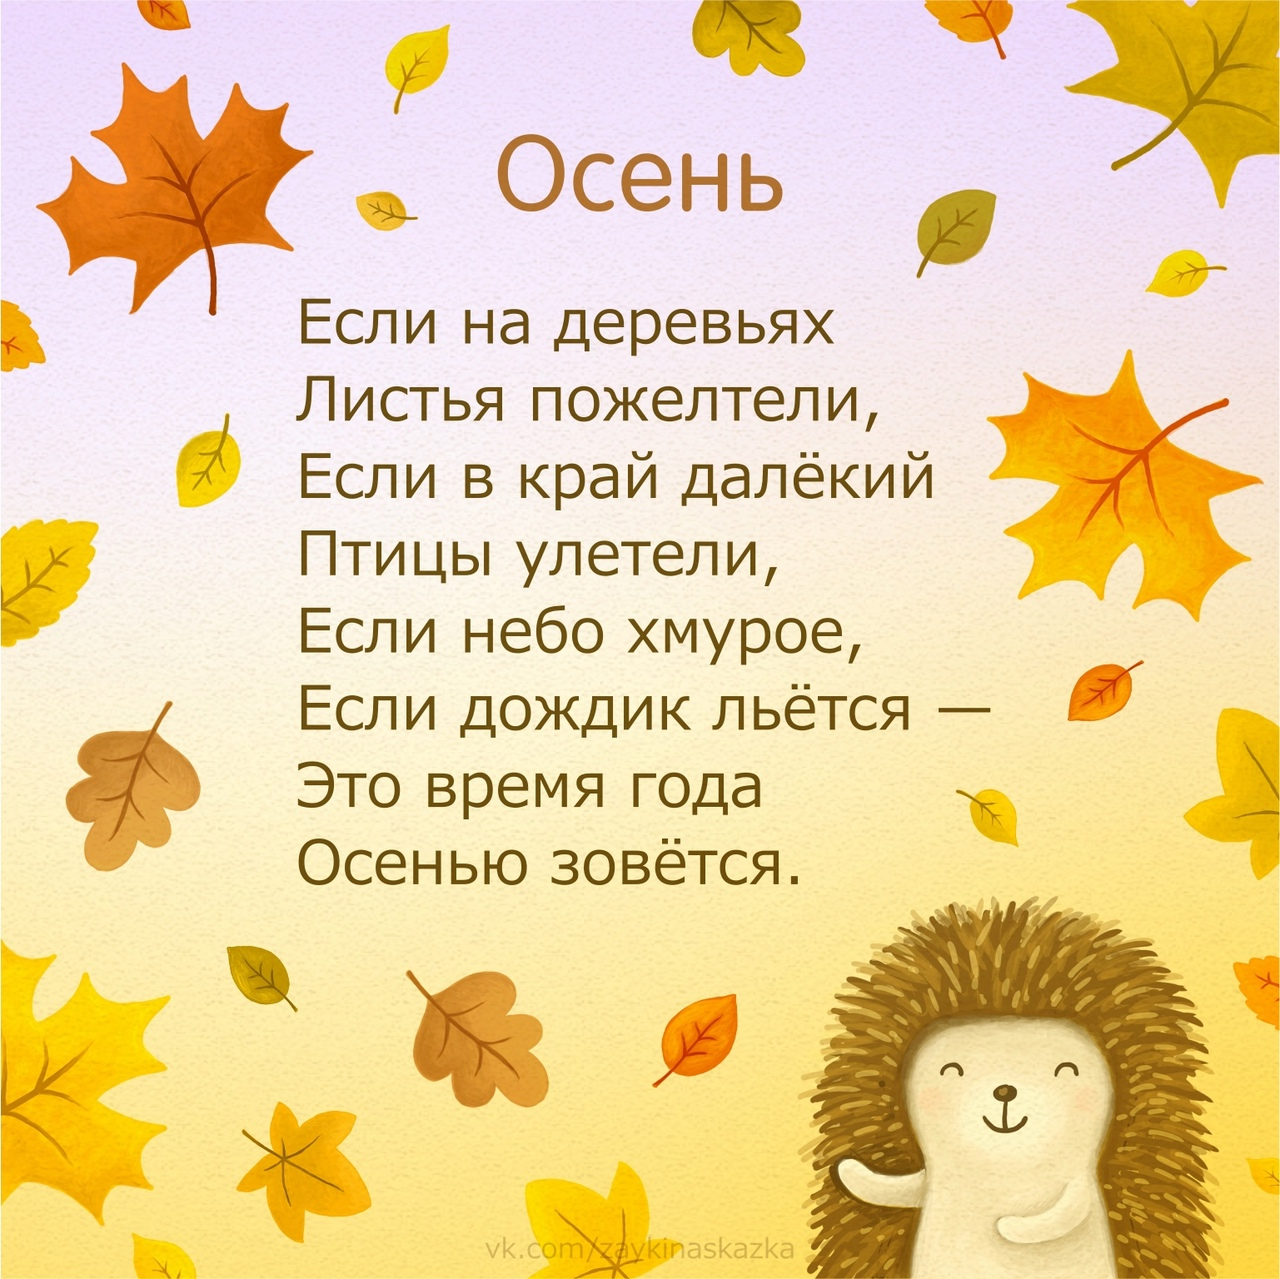 Осень
Если на деревьях
Листья пожелтели,
Если в край далёкий
Птицы улетели,
Если небо хмурое,
Если дождик льётся —
Это время года
Осенью зовётся.
vk.com/zaykinaskazka